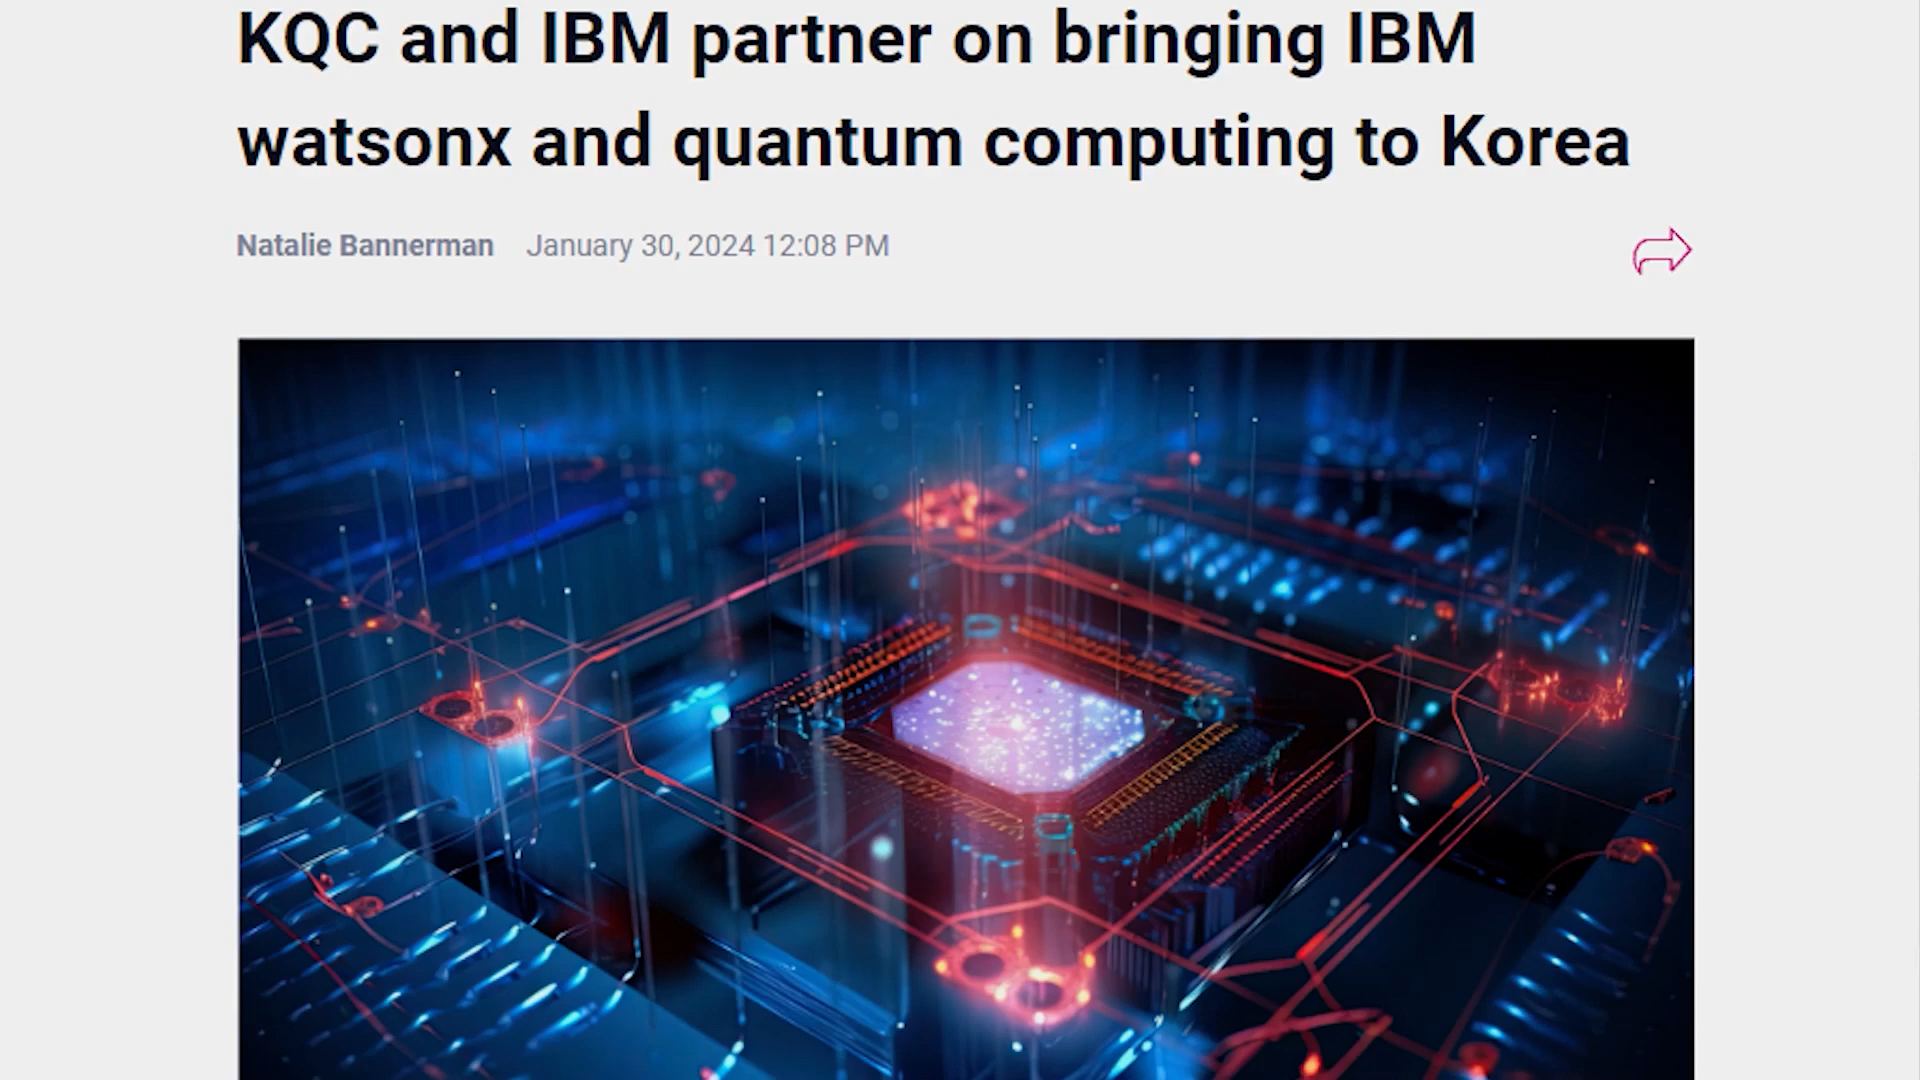 KQC and IBM partner on bringing IBM
watsonx and quantum computing to Korea
Natalie Bannerman January 30, 2024 12:08 PM